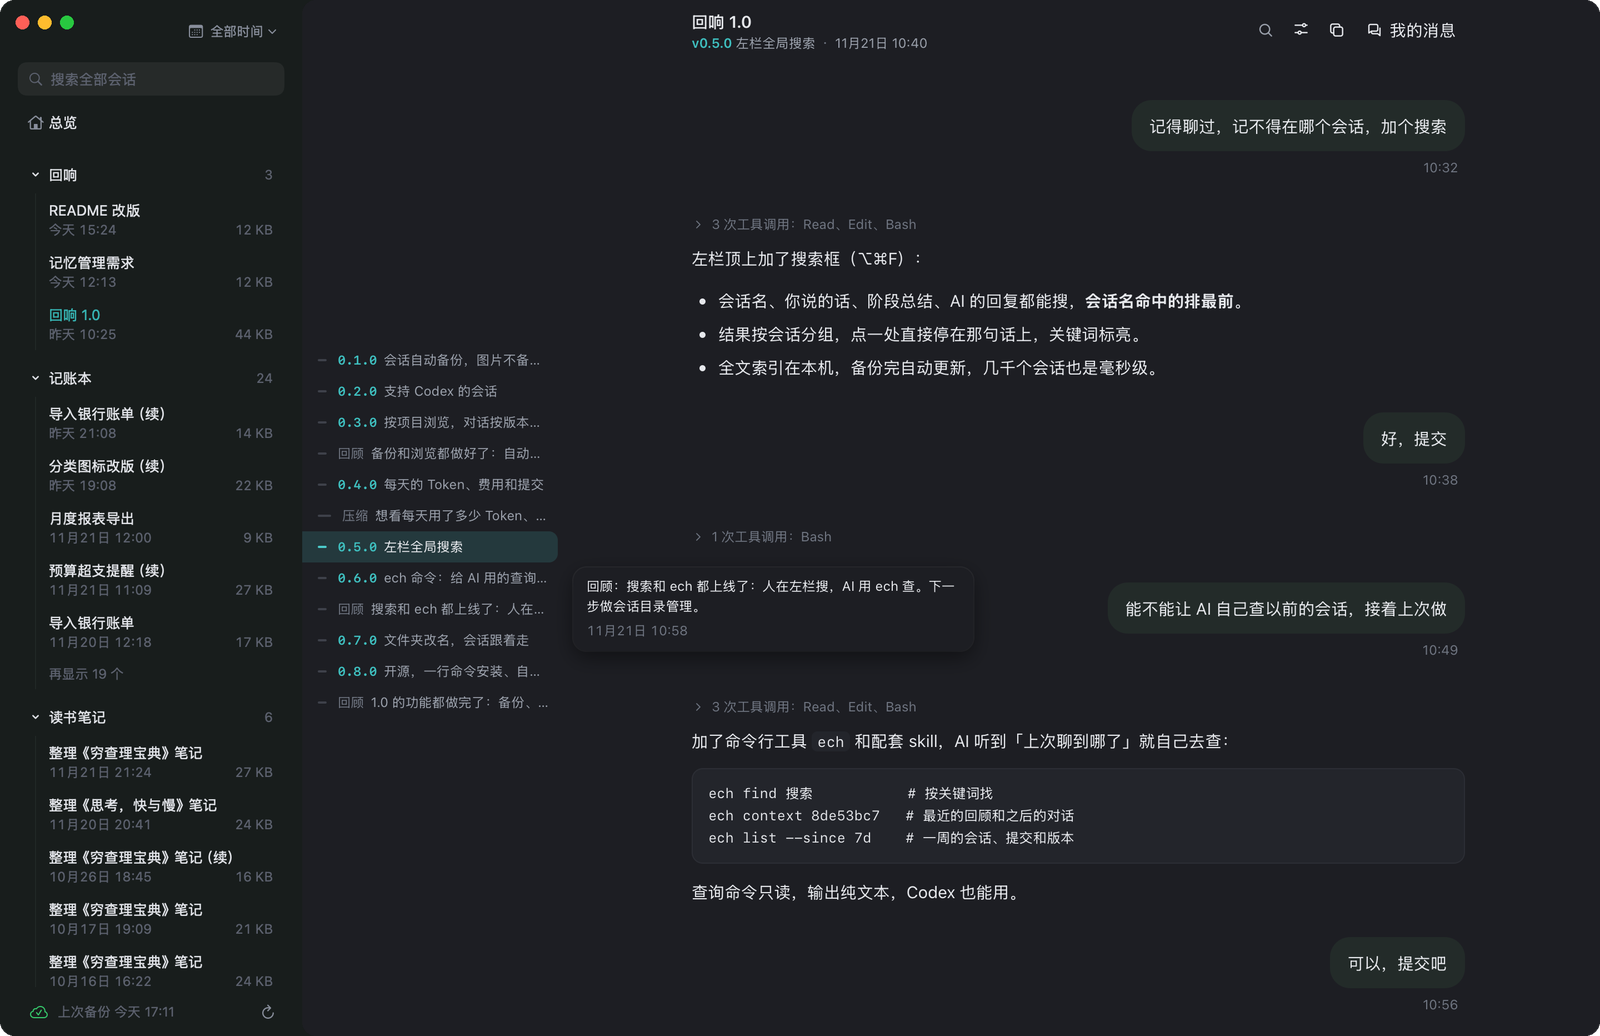 全部时间
搜索全部会话
总览
回响 3
README 改版
今天 15:24 12 KB
记忆管理需求
今天 12:13 12 KB
回响 1.0
昨天 10:25 44 KB
记账本 24
导入银行账单 (续)
昨天 21:08 14 KB
分类图标改版 (续)
昨天 19:08 22 KB
月度报表导出
11月21日 12:00 9 KB
预算超支提醒 (续)
11月21日 11:09 27 KB
导入银行账单
11月20日 12:18 17 KB
再显示 19 个
读书笔记 6
整理《穷查理宝典》笔记
11月21日 21:24 27 KB
整理《思考，快与慢》笔记
11月20日 20:41 24 KB
整理《穷查理宝典》笔记 (续)
10月26日 18:45 16 KB
整理《穷查理宝典》笔记
10月17日 19:09 21 KB
整理《穷查理宝典》笔记
10月16日 16:22 24 KB
上次备份 今天 17:11
0.1.0 会话自动备份，图片不备...
0.2.0 支持 Codex 的会话
0.3.0 按项目浏览，对话按版本...
回顾 备份和浏览都做好了：自动...
0.4.0 每天的 Token、费用和提交
压缩 想看每天用了多少 Token、...
0.5.0 左栏全局搜索
0.6.0 ech 命令：给 AI 用的查询...
回顾 搜索和 ech 都上线了：人在...
0.7.0 文件夹改名，会话跟着走
0.8.0 开源，一行命令安装、自...
回顾 1.0 的功能都做完了：备份、...
回顾：搜索和 ech 都上线了：人在左栏搜，AI 用 ech 查。下一
步做会话目录管理。
11月21日 10:58
回响 1.0
v0.5.0 左栏全局搜索 · 11月21日 10:40
我的消息
记得聊过，记不得在哪个会话，加个搜索
10:32
3 次工具调用：Read、Edit、Bash
左栏顶上加了搜索框（⌥⌘F）：
• 会话名、你说的话、阶段总结、AI 的回复都能搜，会话名命中的排最前。
• 结果按会话分组，点一处直接停在那句话上，关键词标亮。
• 全文索引在本机，备份完自动更新，几千个会话也是毫秒级。
好，提交
10:38
1 次工具调用：Bash
能不能让 AI 自己查以前的会话，接着上次做
10:49
3 次工具调用：Read、Edit、Bash
加了命令行工具 ech 和配套 skill，AI 听到「上次聊到哪了」就自己去查：
ech find 搜索 # 按关键词找
ech context 8de53bc7 # 最近的回顾和之后的对话
ech list --since 7d # 一周的会话、提交和版本
查询命令只读，输出纯文本，Codex 也能用。
可以，提交吧
10:56